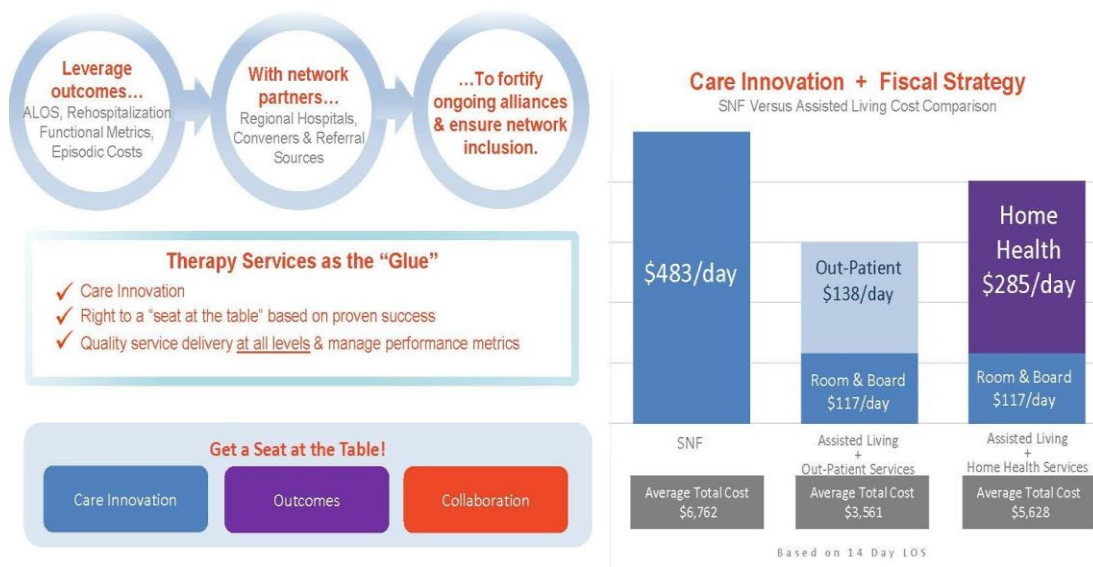 Leverage
outcomes…
ALOS, Rehospitalization
Functional Metrics,
Episodic Costs
With network
partners…
Regional Hospitals,
Conveners & Referral
Sources
…To fortify
ongoing alliances
& ensure network
inclusion.
Therapy Services as the “Glue”
✓ Care Innovation
✓ Right to a “seat at the table” based on proven success
✓ Quality service delivery at all levels & manage performance metrics
Get a Seat at the Table!
Care Innovation
Outcomes
Collaboration
Care Innovation + Fiscal Strategy
SNF Versus Assisted Living Cost Comparison
$483/day
Out-Patient
$138/day
Room & Board
$117/day
Home
Health
$285/day
Room & Board
$117/day
SNF
Assisted Living
+
Out-Patient Services
Assisted Living
+
Home Health Services
Average Total Cost
$6,762
Average Total Cost
$3,561
Average Total Cost
$5,628
Based on 14 Day LOS